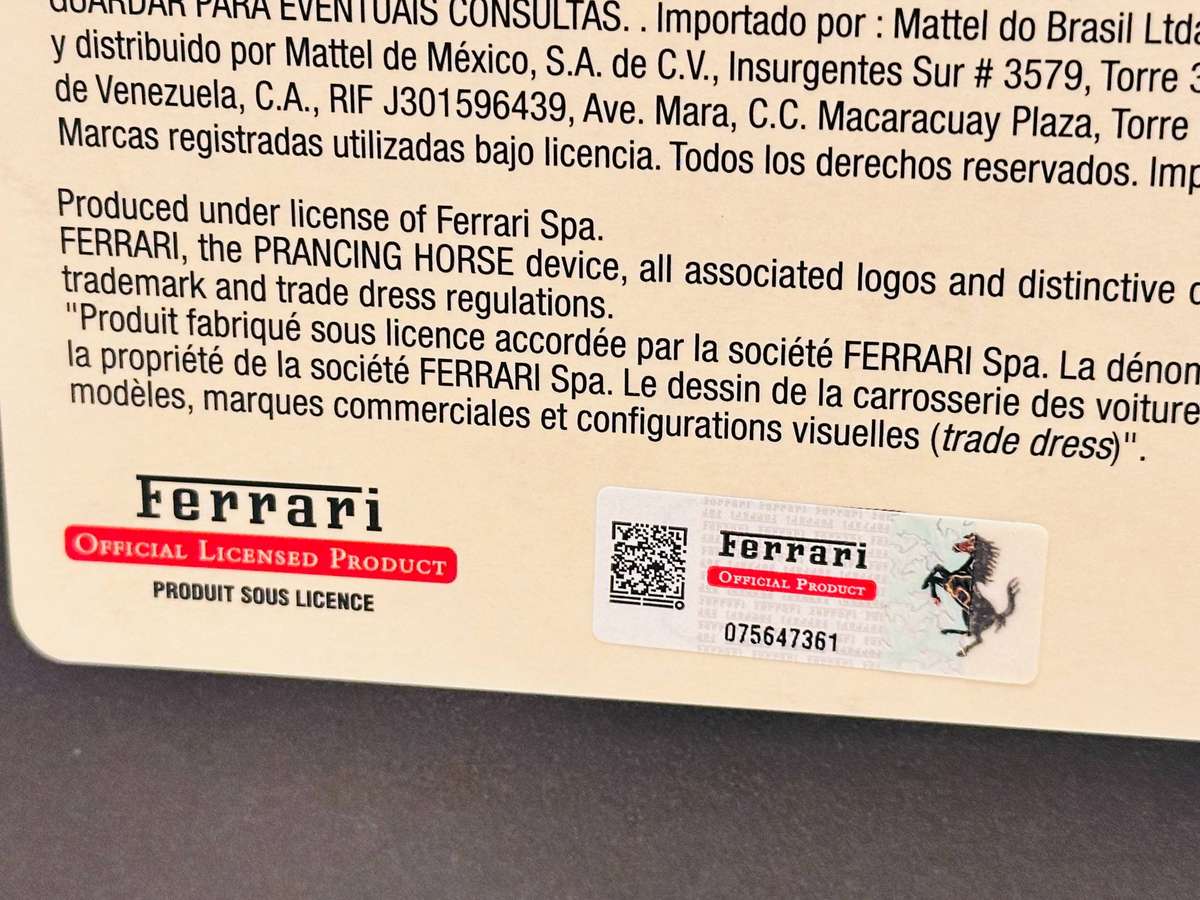 GUARDAR PARA EVENTUAIS CONSULTAS. . Importado por : Mattel do Brasil Ltda
y distribuido por Mattel de México, S.A. de C.V., Insurgentes Sur # 3579, Torre 3
de Venezuela, C.A., RIF J301596439, Ave. Mara, C.C. Macaracuay Plaza, Torre
Marcas registradas utilizadas bajo licencia. Todos los derechos reservados. Imp
Produced under license of Ferrari Spa.
FERRARI, the PRANCING HORSE device, all associated logos and distinctive
trademark and trade dress regulations.
"Produit fabriqué sous licence accordée par la société FERRARI Spa. La dénom
la propriété de la société FERRARI Spa. Le dessin de la carrosserie des voiture
modèles, marques commerciales et configurations visuelles (trade dress)".
Ferrari
OFFICIAL LICENSED PRODUCT
PRODUIT SOUS LICENCE
Ferrari
OFFICIAL PRODUCT
075647361